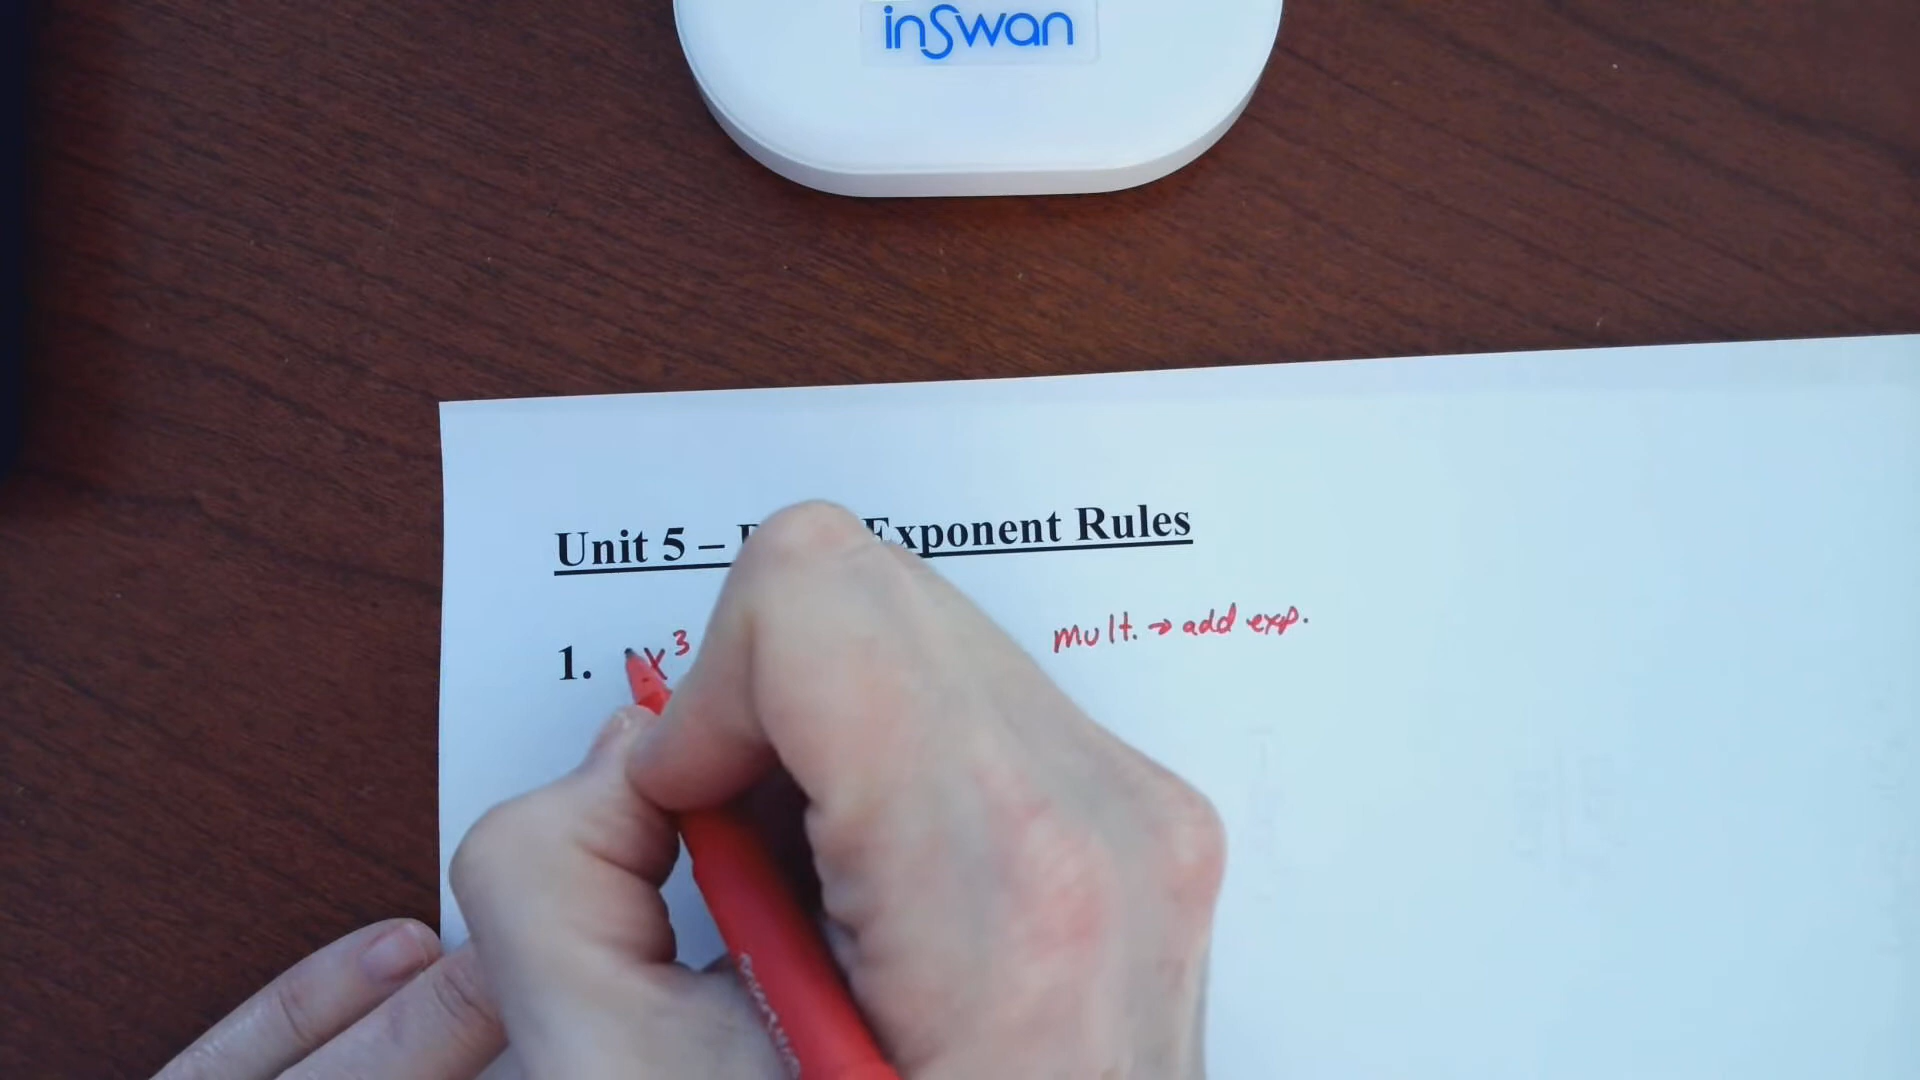 inswan
Unit 5 – Exponent Rules
1. x³ mult. → add exp.